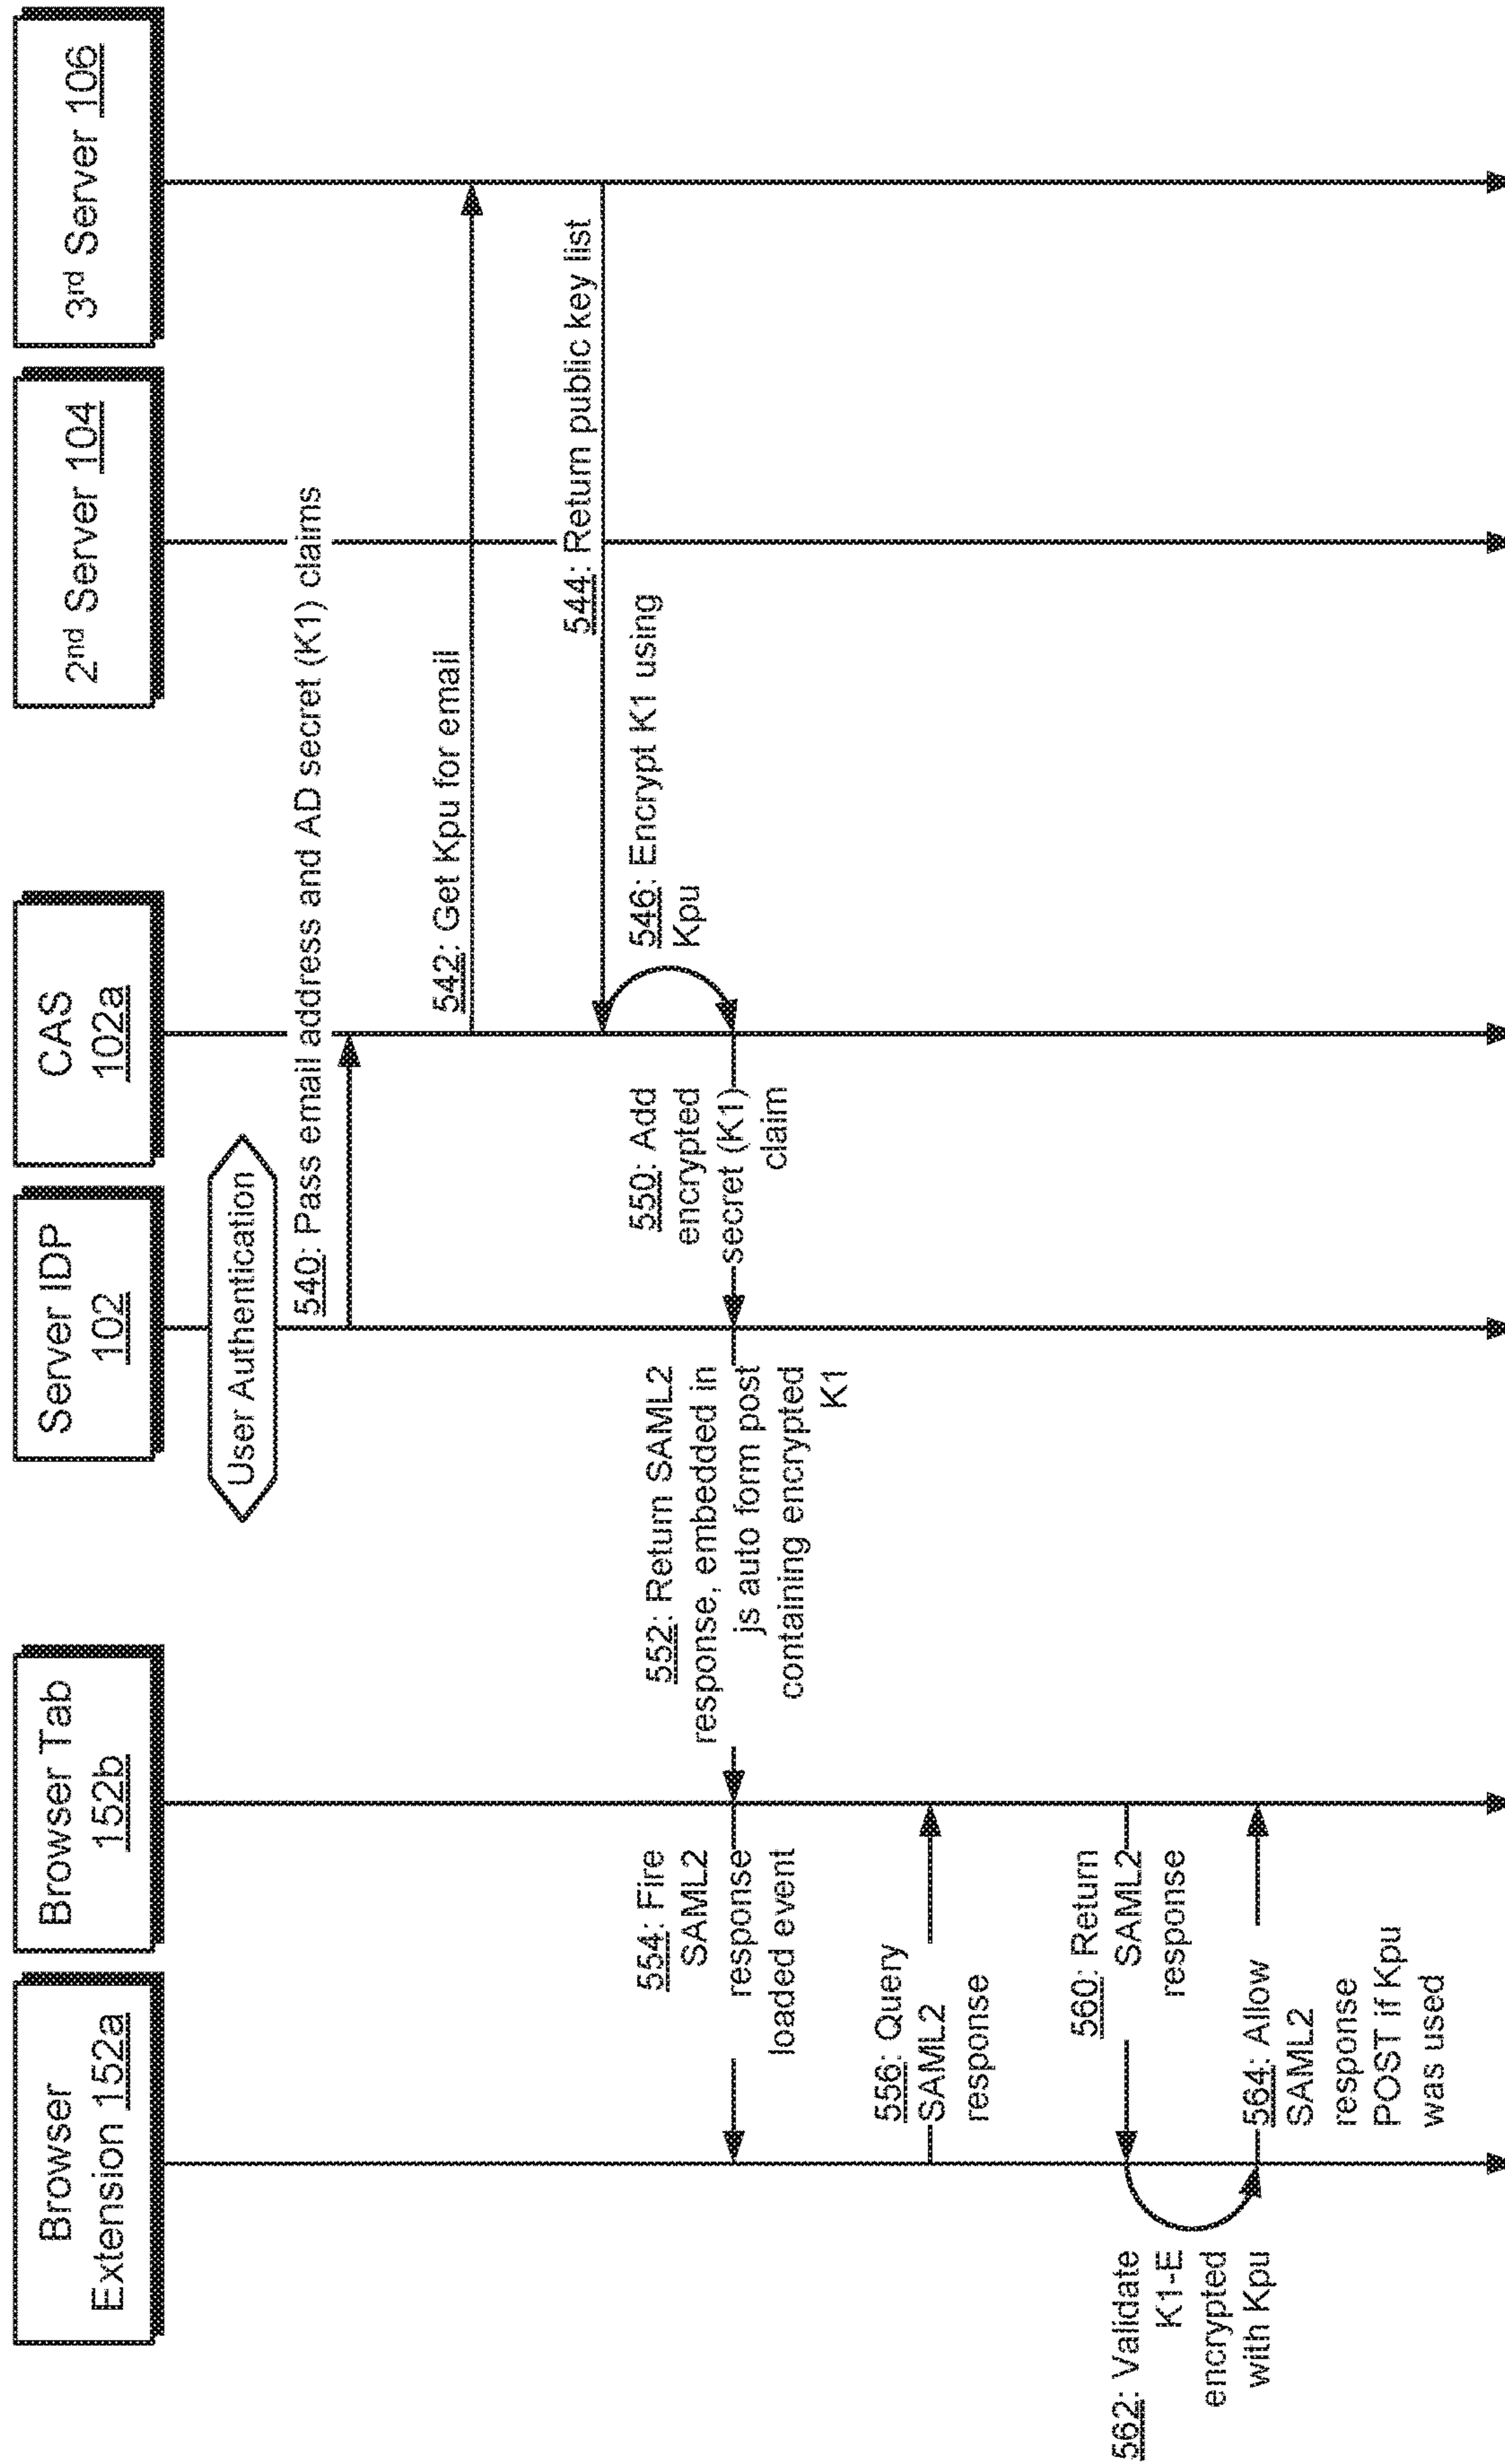 Browser
Extension 152a
Browser Tab
152b
Server IDP
102
CAS
102a
2nd Server 104
3rd Server 106
User Authentication
540: Pass email address and AD secret (K1) claims
542: Get Kpu for email
544: Return public key list
546: Encrypt K1 using
Kpu
550: Add
encrypted
secret (K1)
claim
552: Return SAML2
response, embedded in
js auto form post
containing encrypted
K1
554: Fire
SAML2
response
loaded event
556: Query
SAML2
response
560: Return
SAML2
response
562: Validate
K1-E
encrypted
with Kpu
564: Allow
SAML2
response
POST if Kpu
was used